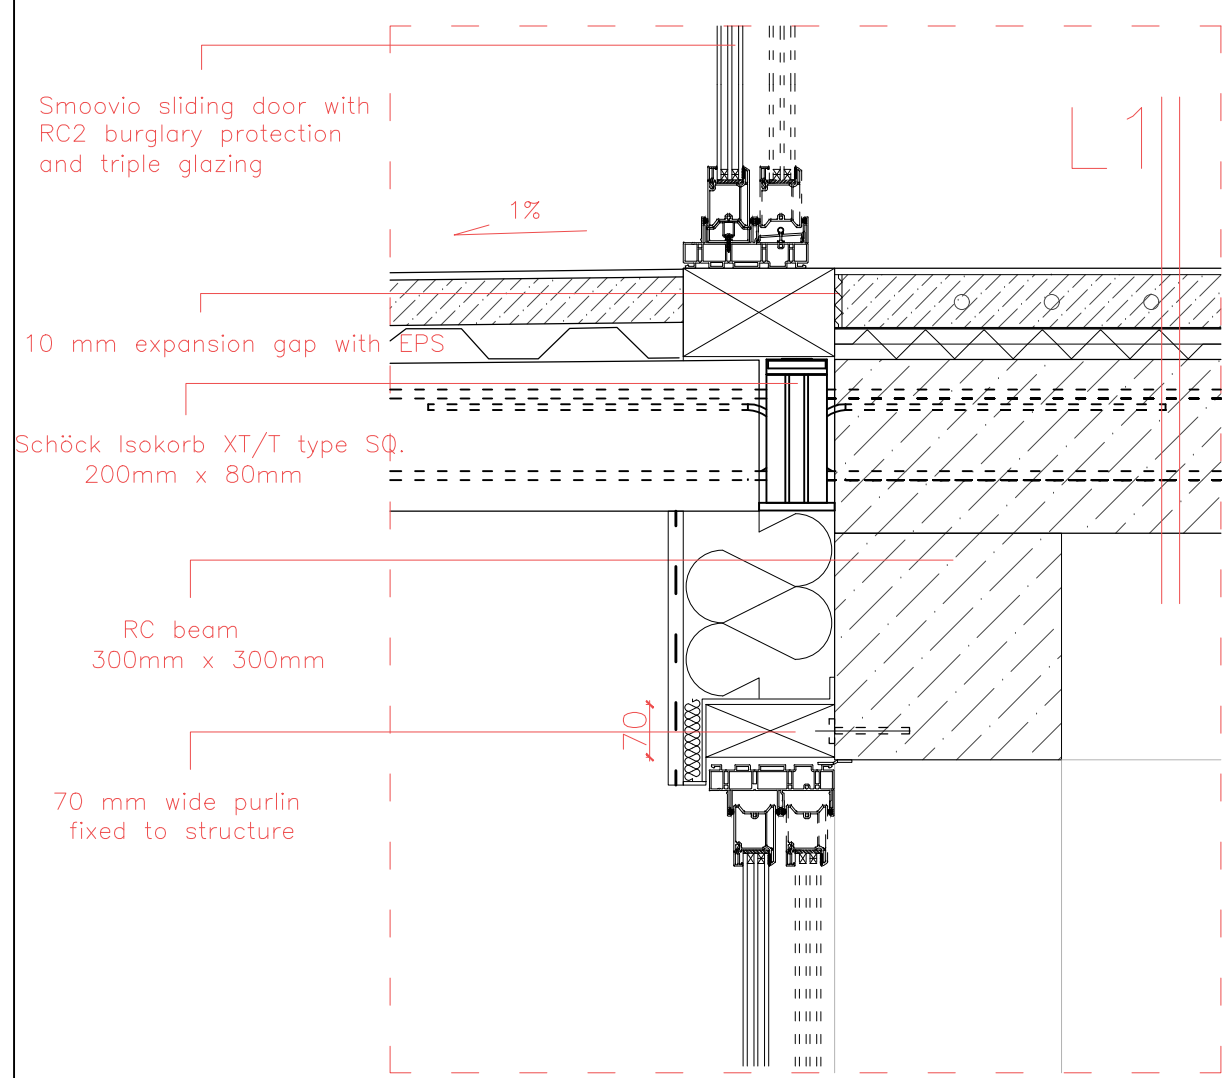 Smoovio sliding door with
RC2 burglary protection
and triple glazing
1
1%
10 mm expansion gap with EPS
Schöck Isokorb XT/T type SQ.
200mm x 80mm
RC beam
300mm x 300mm
70
70 mm wide purlin
fixed to structure